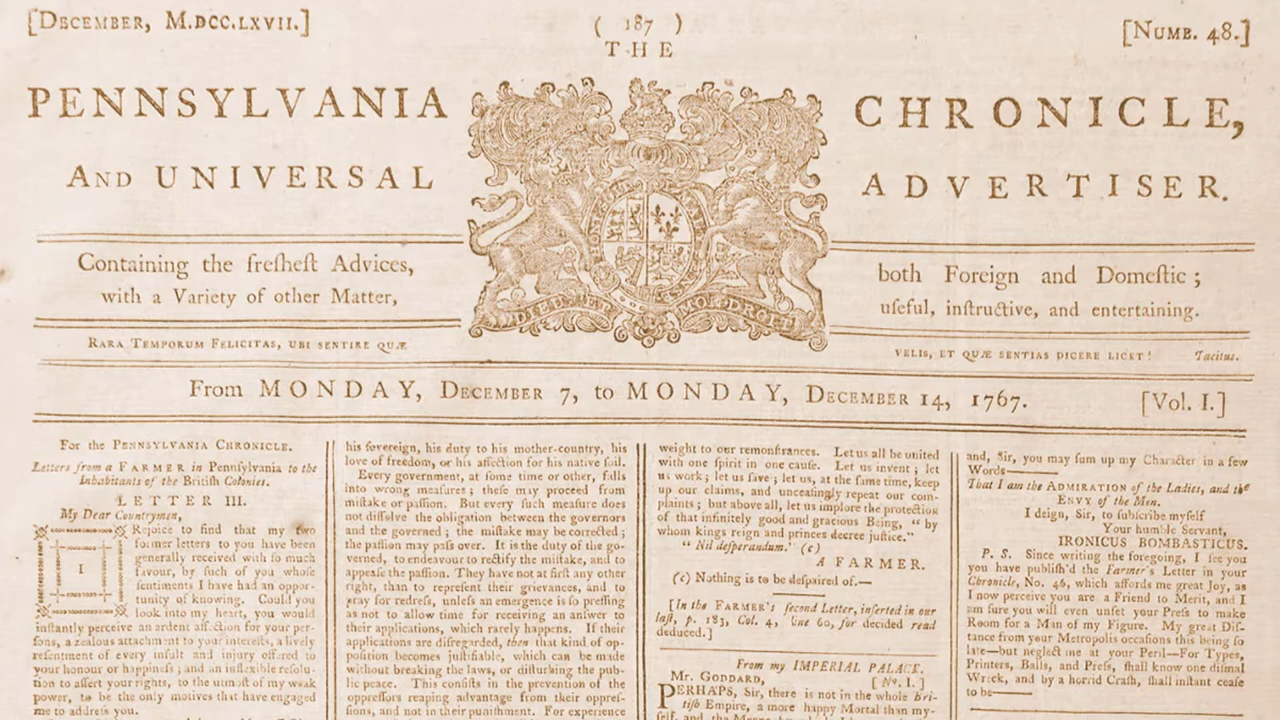 [DECEMBER, M.DCC.LXVII.]
( 187 )
[NUMB. 48.]
THE
PENNSYLVANIA CHRONICLE,
AND UNIVERSAL ADVERTISER.
Containing the freſheſt Advices, both Foreign and Domeſtic ;
with a Variety of other Matter, uſeful, inſtructive, and entertaining.
RARA TEMPORUM FELICITAS, UBI SENTIRE QUÆ VELIS, ET QUÆ SENTIAS DICERE LICET ! Tacitus.
From MONDAY, DECEMBER 7, to MONDAY, DECEMBER 14, 1767. [Vol. I.]
For the PENNSYLVANIA CHRONICLE.
Letters from a FARMER in Pennſylvania to the
Inhabitants of the Britiſh Colonies.
LETTER III.
My Dear Countrymen,
I Rejoice to find that my two
former letters to you have been
generally received with ſo much
favour, by ſuch of you whoſe
ſentiments I have had an oppor-
tunity of knowing. Could you
look into my heart, you would
inſtantly perceive an ardent affection for your per-
ſons, a zealous attachment to your intereſts, a lively
reſentment of every inſult and injury offered to
your honour or happineſs ; and an inflexible reſolu-
tion to aſſert your rights, to the utmoſt of my weak
power, to be the only motives that have engaged
me to addreſs you.
his ſovereign, his duty to his mother-country, his
love of freedom, or his affection for his native ſoil.
Every government, at ſome time or other, falls
into wrong meaſures ; theſe may proceed from
miſtake or paſſion. But every ſuch meaſure does
not diſſolve the obligation between the governors
and the governed ; the miſtake may be corrected ;
the paſſion may paſs over. It is the duty of the go-
verned, to endeavour to rectify the miſtake, and to
appeaſe the paſſion. They have not at firſt any other
right, than to repreſent their grievances, and to
pray for redreſs, unleſs an emergence is ſo preſſing
as not to allow time for receiving an anſwer to
their applications, which rarely happens. If their
applications are diſregarded, then that kind of op-
poſition becomes juſtifiable, which can be made
without breaking the laws, or diſturbing the pub-
lic peace. This conſiſts in the prevention of the
oppreſſors reaping advantage from their oppreſ-
ſions, and not in their puniſhment. For experience
weight to our remonſtrances. Let us all be united
with one ſpirit in one cauſe. Let us invent ; let
us work ; let us ſave ; let us, at the ſame time, keep
up our claims, and unceaſingly repeat our com-
plaints ; but above all, let us implore the protection
of that infinitely good and gracious Being, " by
whom kings reign and princes decree juſtice."
" Nil deſperandum." (c)
A FARMER.
(c) Nothing is to be deſpaired of.—
[In the FARMER's ſecond Letter, inſerted in our
laſt, p. 183, Col. 4, line 60, for decided read
deduced.]
From my IMPERIAL PALACE.
Mr. GODDARD, [ No. I. ]
PERHAPS, Sir, there is not in the whole Bri-
tiſh Empire, a more happy Mortal than my-
and, Sir, you may ſum up my Character in a few
Words——
That I am the ADMIRATION of the Ladies, and the
ENVY of the Men.
I deign, Sir, to ſubſcribe myſelf
Your humble Servant,
IRONICUS BOMBASTICUS.
P. S. Since writing the foregoing, I ſee you
you have publiſh'd the Farmer's Letter in your
Chronicle, No. 46, which affords me great Joy, as
I now perceive you are a Friend to Merit, and I
am ſure you will even unſet your Preſs to make
Room for a Man of my Figure. My great Diſ-
tance from your Metropolis occaſions this being ſo
late—but neglect me at your Peril—For Types,
Printers, Balls, and Preſs, ſhall know one diſmal
Wreck, and by a horrid Craſh, ſhall inſtant ceaſe
to be——